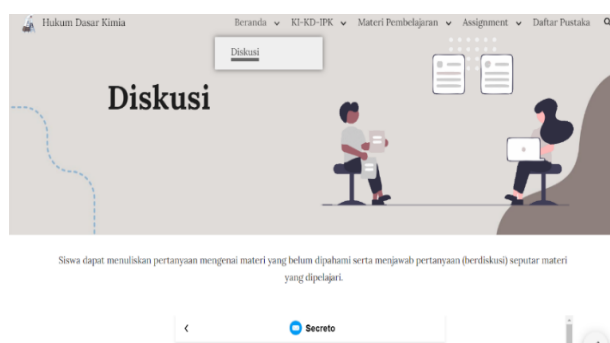 Hukum Dasar Kimia
Beranda KI-KD-IPK Materi Pembelajaran Assignment Daftar Pustaka
Diskusi
Diskusi
Siswa dapat menuliskan pertanyaan mengenai materi yang belum dipahami serta menjawab pertanyaan (berdiskusi) seputar materi
yang dipelajari.
Secreto